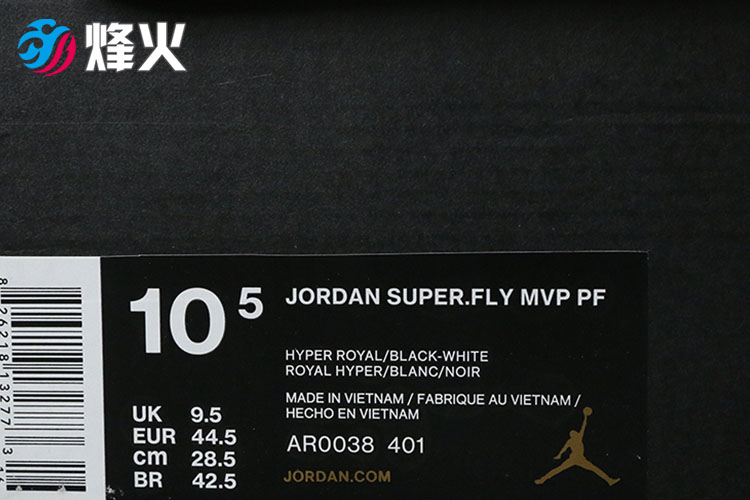 烽火
10 5
JORDAN SUPER.FLY MVP PF
HYPER ROYAL/BLACK-WHITE
ROYAL HYPER/BLANC/NOIR
MADE IN VIETNAM / FABRIQUE AU VIETNAM /
HECHO EN VIETNAM
UK 9.5
EUR 44.5
cm 28.5
BR 42.5
AR0038 401
JORDAN.COM